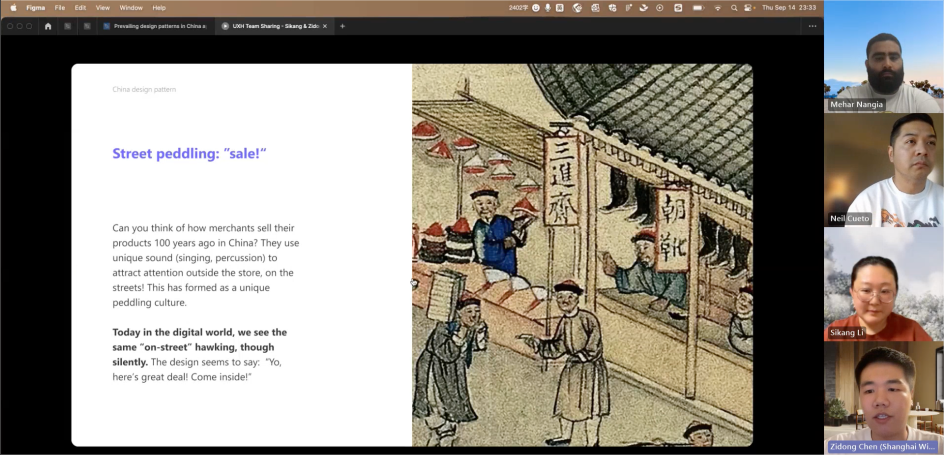 Figma File Edit View Window Help
2402字
Thu Sep 14 23:33
Prevailing design patterns in China e.
UXH Team Sharing - Sikang & Zido
China design pattern
Street peddling: ”sale!“
Can you think of how merchants sell their
products 100 years ago in China? They use
unique sound (singing, percussion) to
attract attention outside the store, on the
streets! This has formed as a unique
peddling culture.
Today in the digital world, we see the
same “on-street” hawking, though
silently. The design seems to say: “Yo,
here’s great deal! Come inside!”
三進齋
朝靴
Mehar Nangia
Neil Cueto
Sikang Li
Zidong Chen (Shanghai Wi...